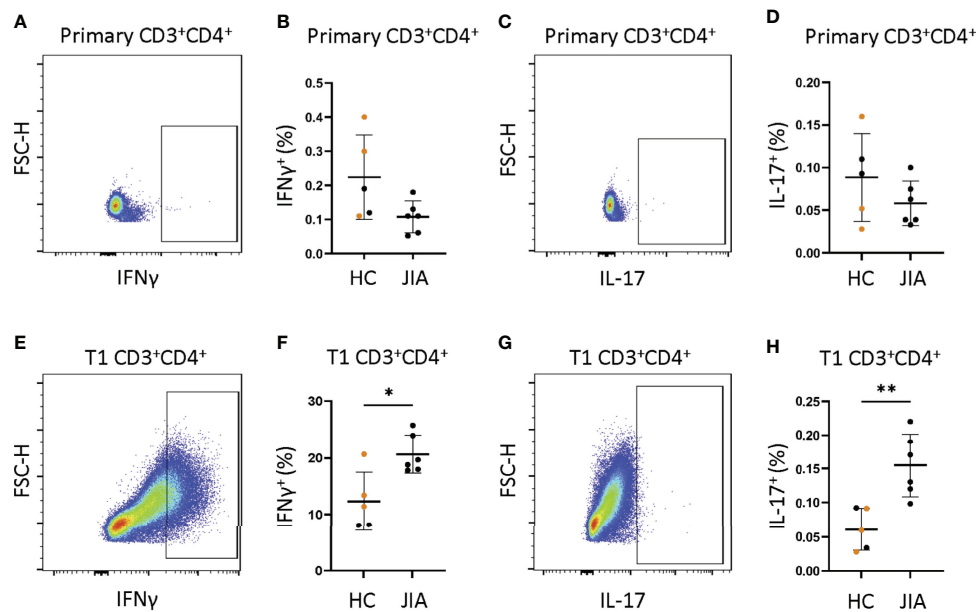 A
Primary CD3⁺CD4⁺
FSC-H
IFNγ
B
Primary CD3⁺CD4⁺
IFNγ⁺ (%)
0.5
0.4
0.3
0.2
0.1
0.0
HC JIA
C
Primary CD3⁺CD4⁺
FSC-H
IL-17
D
Primary CD3⁺CD4⁺
IL-17⁺ (%)
0.20
0.15
0.10
0.05
0.00
HC JIA
E
T1 CD3⁺CD4⁺
FSC-H
IFNγ
F
T1 CD3⁺CD4⁺
*
IFNγ⁺ (%)
30
20
10
0
HC JIA
G
T1 CD3⁺CD4⁺
FSC-H
IL-17
H
T1 CD3⁺CD4⁺
**
IL-17⁺ (%)
0.25
0.20
0.15
0.10
0.05
0.00
HC JIA